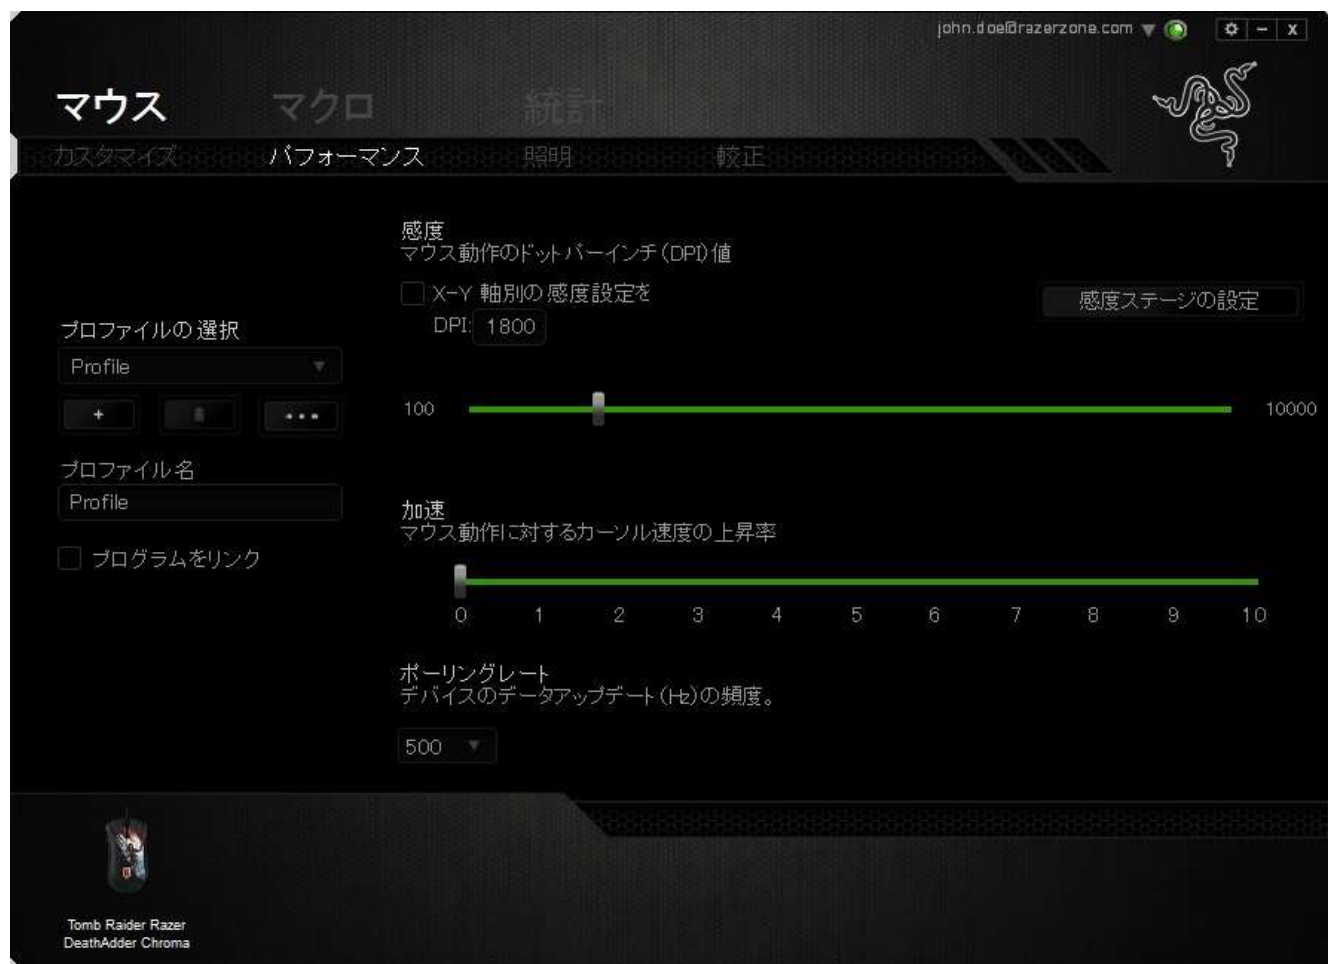 john.doe@razerzone.com
マウス マクロ 統計
カスタマイズ パフォーマンス 照明 較正
感度
マウス動作のドットパーインチ(DPI)値
X-Y 軸別の感度設定を
感度ステージの設定
DPI: 1800
プロファイルの選択
Profile
100 10000
プロファイル名
Profile
加速
マウス動作に対するカーソル速度の上昇率
プログラムをリンク
0 1 2 3 4 5 6 7 8 9 10
ポーリングレート
デバイスのデータアップデート(Hz)の頻度。
500
Tomb Raider Razer
DeathAdder Chroma